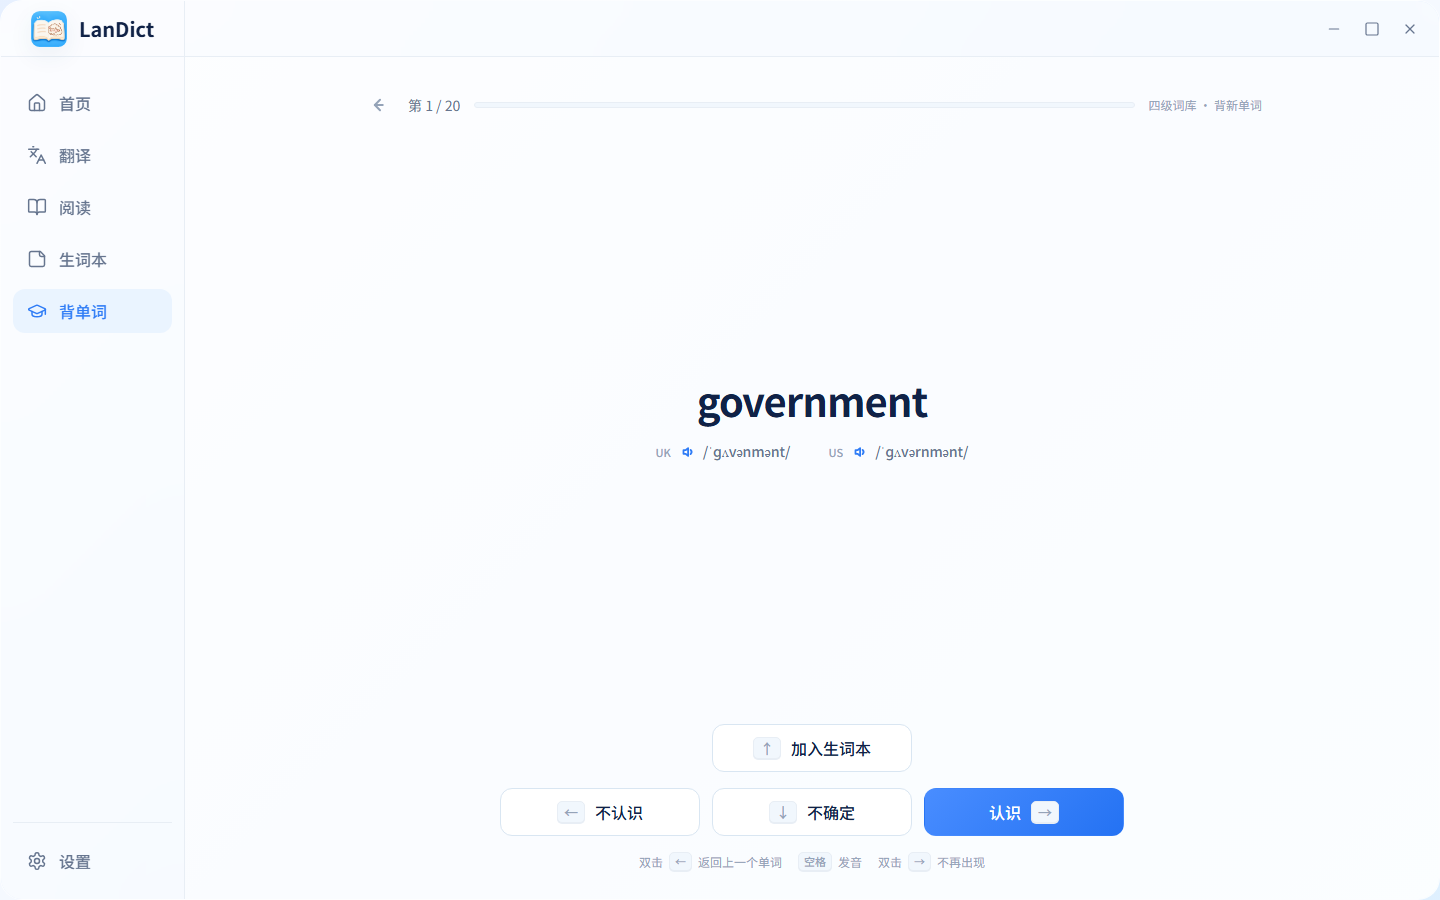 LanDict
首页
翻译
阅读
生词本
背单词
设置
第 1 / 20
四级词库 • 背新单词
government
UK /ˈɡʌvənmənt/ US /ˈɡʌvərnmənt/
↑ 加入生词本
← 不认识
↓ 不确定
认识 →
双击 ← 返回上一个单词 空格 发音 双击 → 不再出现